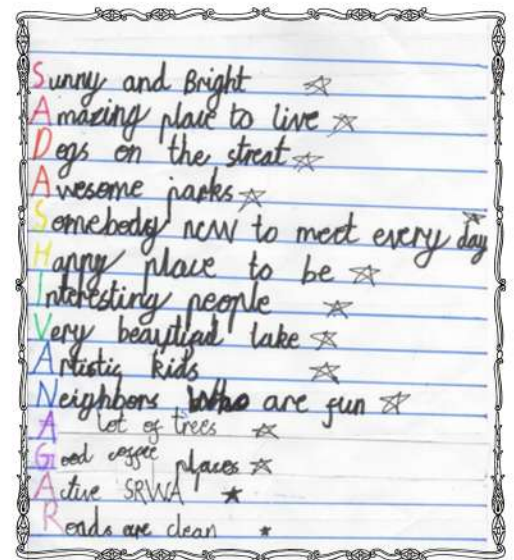 Sunny and Bright
Amazing place to live
Dogs on the streat
Awesome parks
Somebody new to meet every day
Happy place to be
Interesting people
Very beautiful lake
Artistic kids
Neighbors Who are fun
A lot of trees
Good coffee places
Active SRWA
Roads are clean